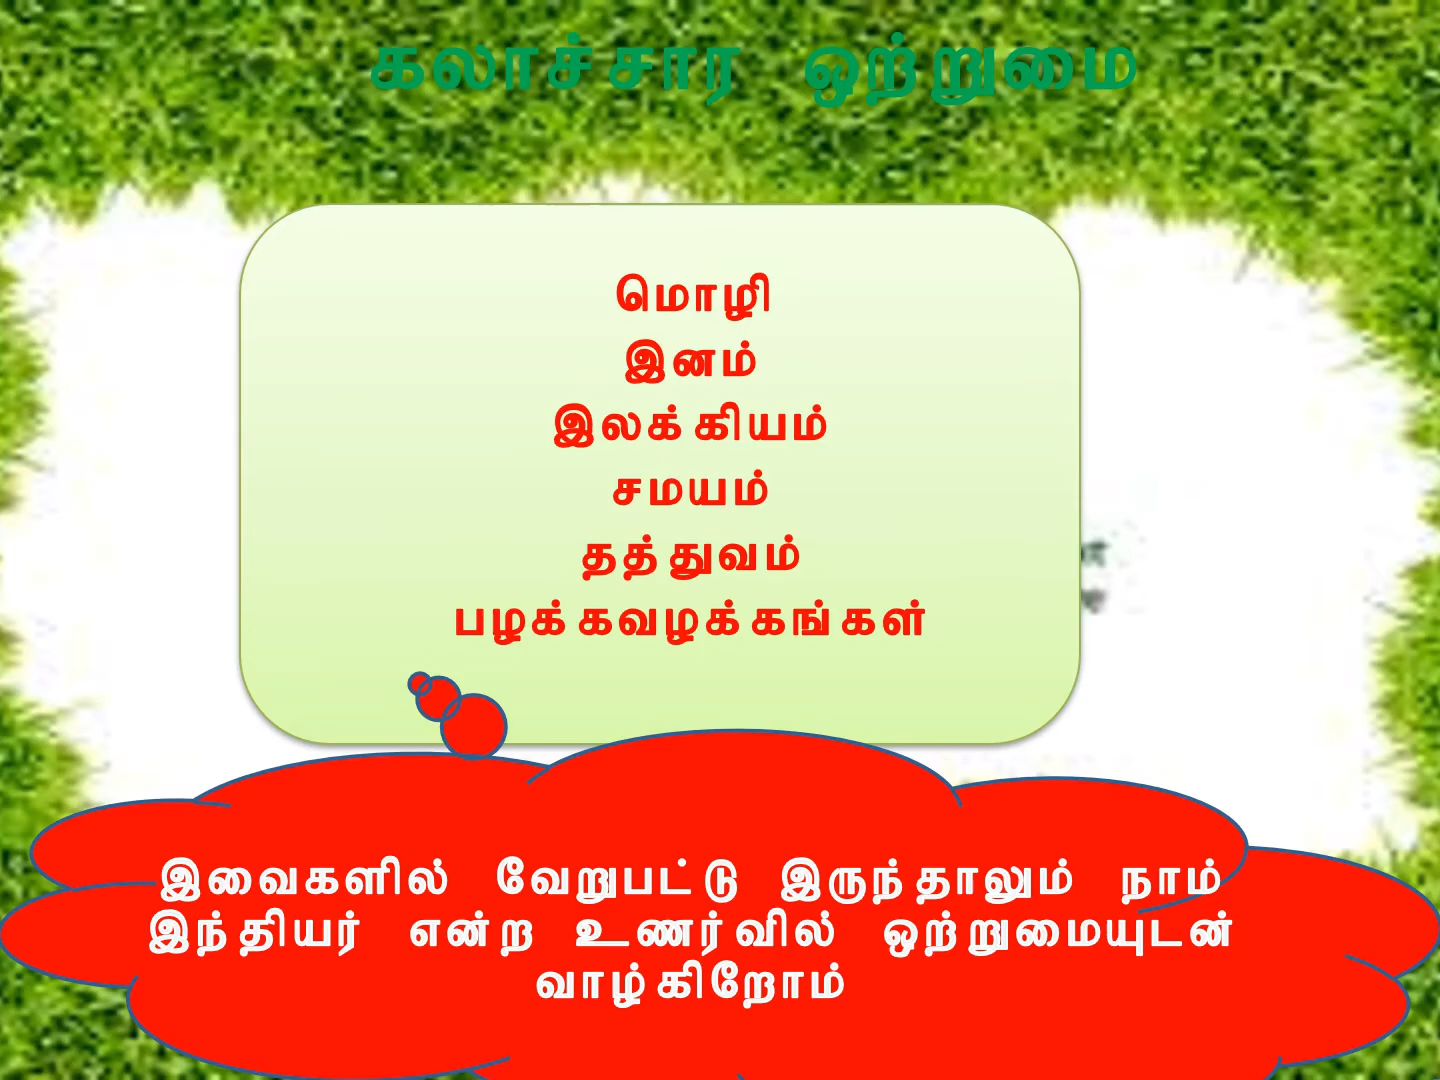 கலாச்சார ஒற்றுமை
மொழி
இனம்
இலக்கியம்
சமயம்
தத்துவம்
பழக்கவழக்கங்கள்
இவைகளில் வேறுபட்டு இருந்தாலும் நாம்
இந்தியர் என்ற உணர்வில் ஒற்றுமையுடன்
வாழ்கிறோம்